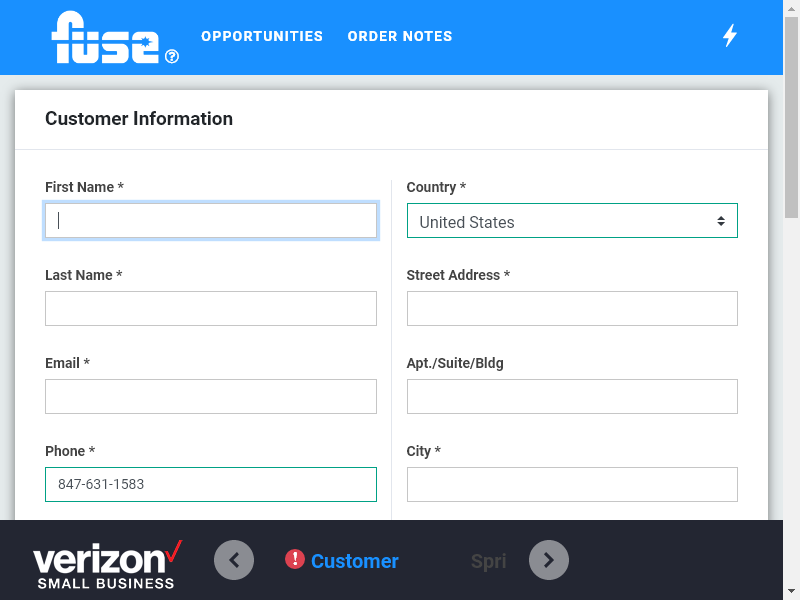 fuse ?
OPPORTUNITIES ORDER NOTES
Customer Information
First Name *
Country *
United States
Last Name *
Street Address *
Email *
Apt./Suite/Bldg
Phone *
847-631-1583
City *
verizon
SMALL BUSINESS
! Customer
Spri